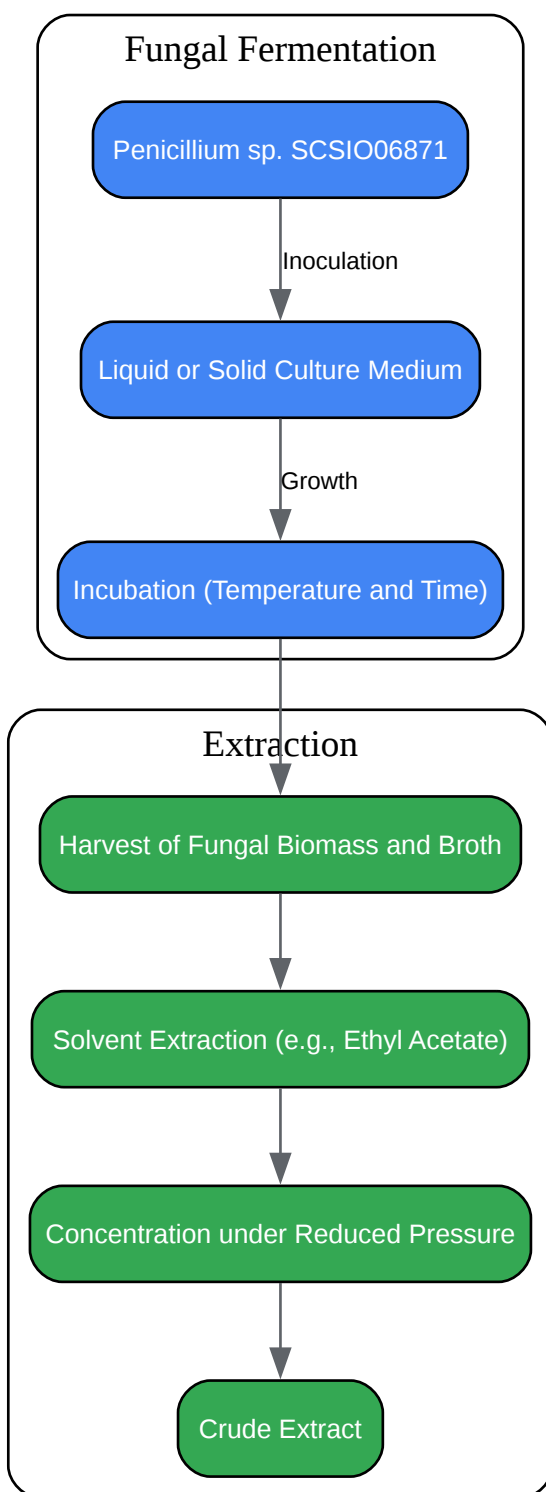 Fungal Fermentation
Penicillium sp. SCSIO06871
Inoculation
Liquid or Solid Culture Medium
Growth
Incubation (Temperature and Time)
Extraction
Harvest of Fungal Biomass and Broth
Solvent Extraction (e.g., Ethyl Acetate)
Concentration under Reduced Pressure
Crude Extract